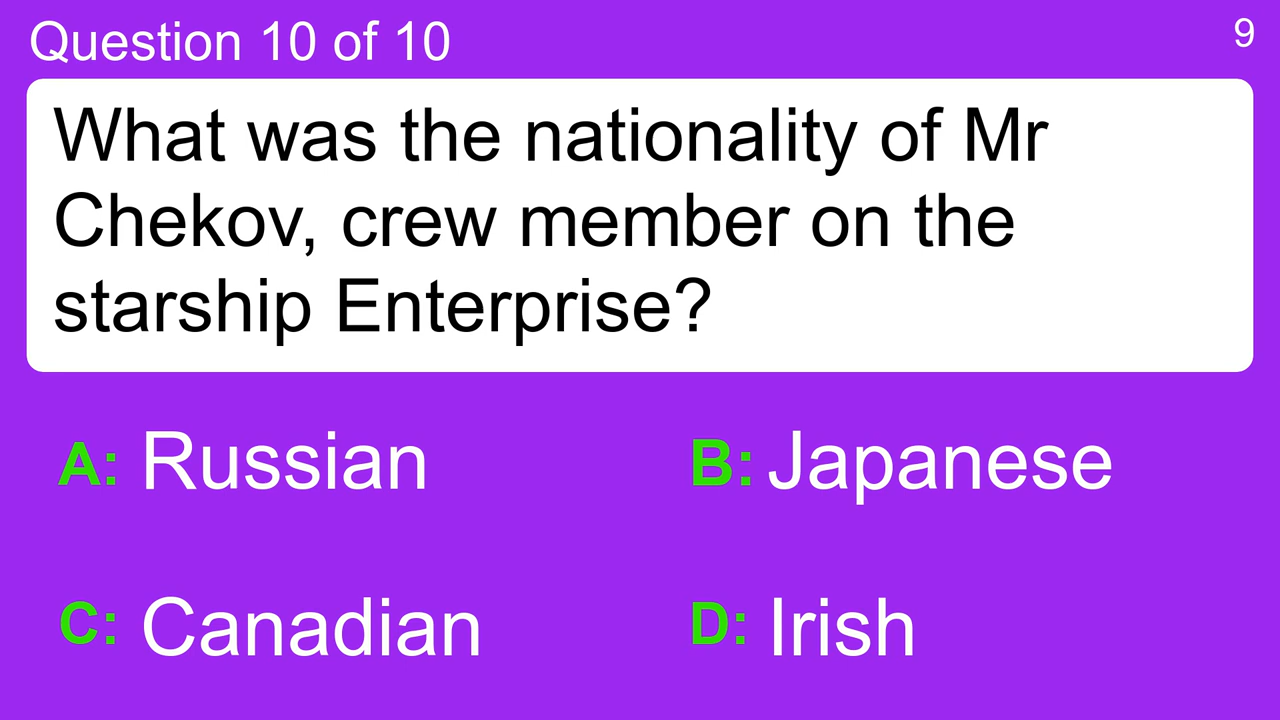 Question 10 of 10
9
What was the nationality of Mr
Chekov, crew member on the
starship Enterprise?
A: Russian
B: Japanese
C: Canadian
D: Irish